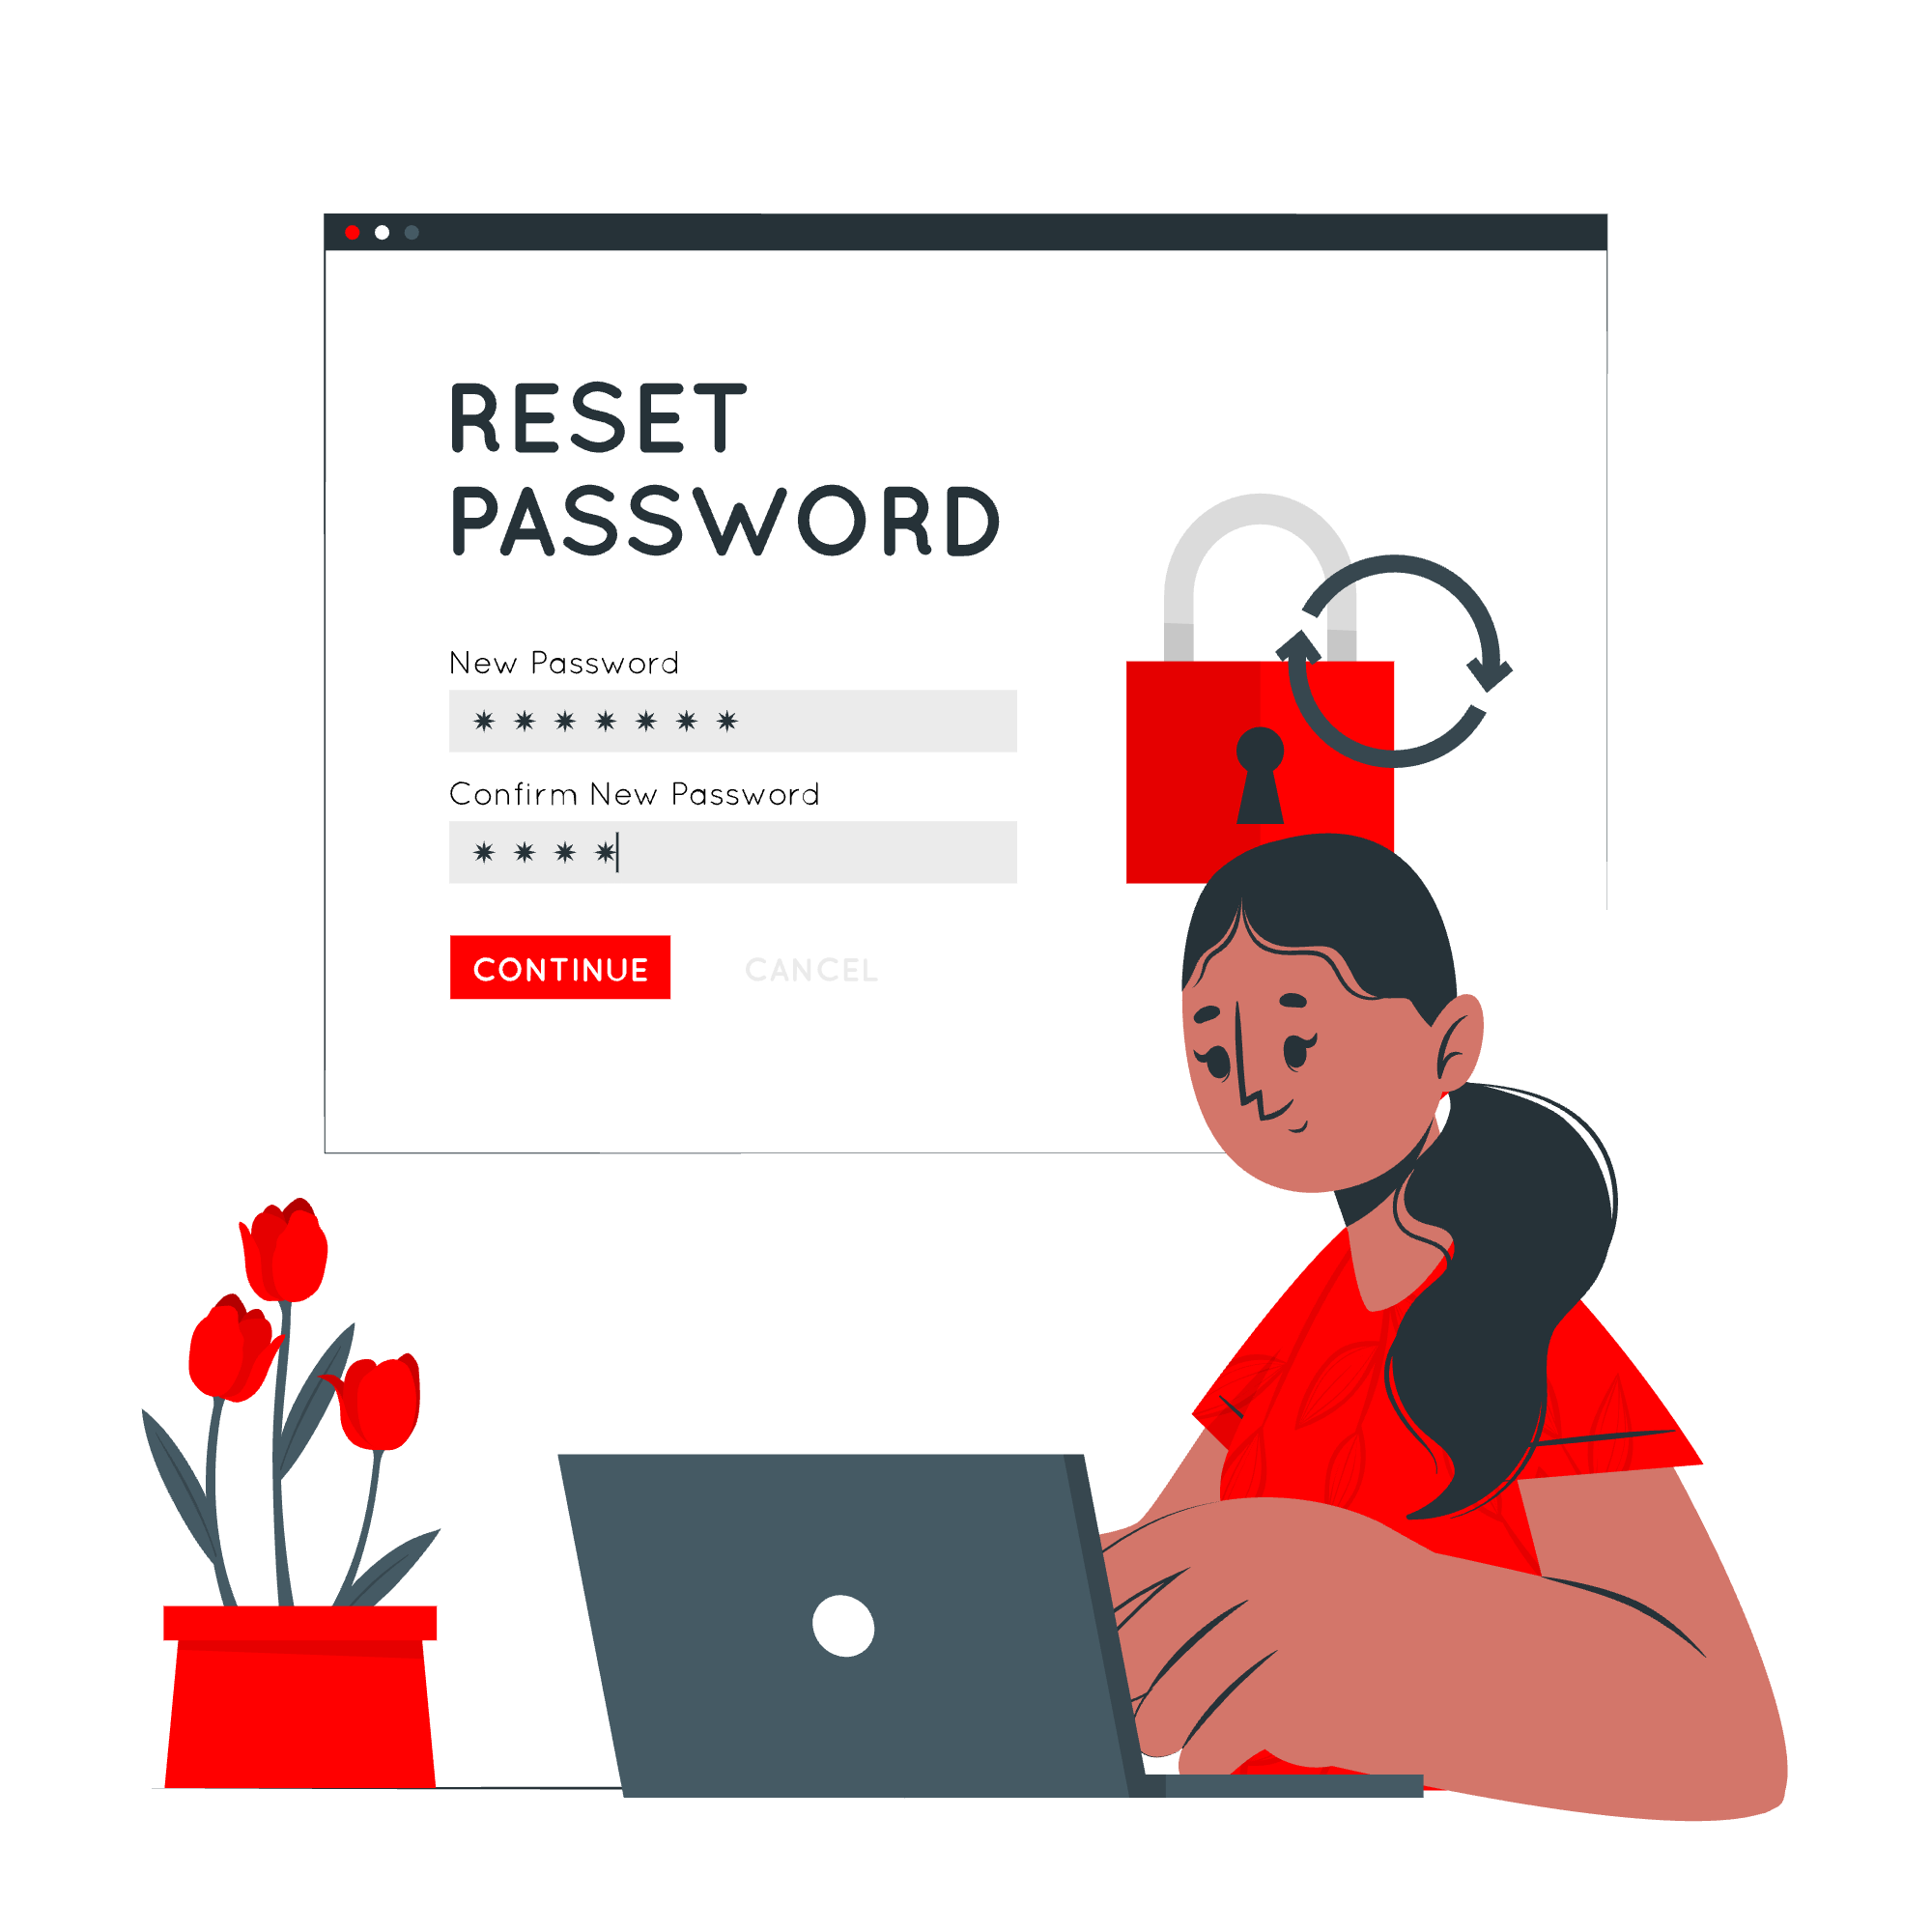 RESET
PASSWORD
New Password
*******
Confirm New Password
****
CONTINUE CANCEL